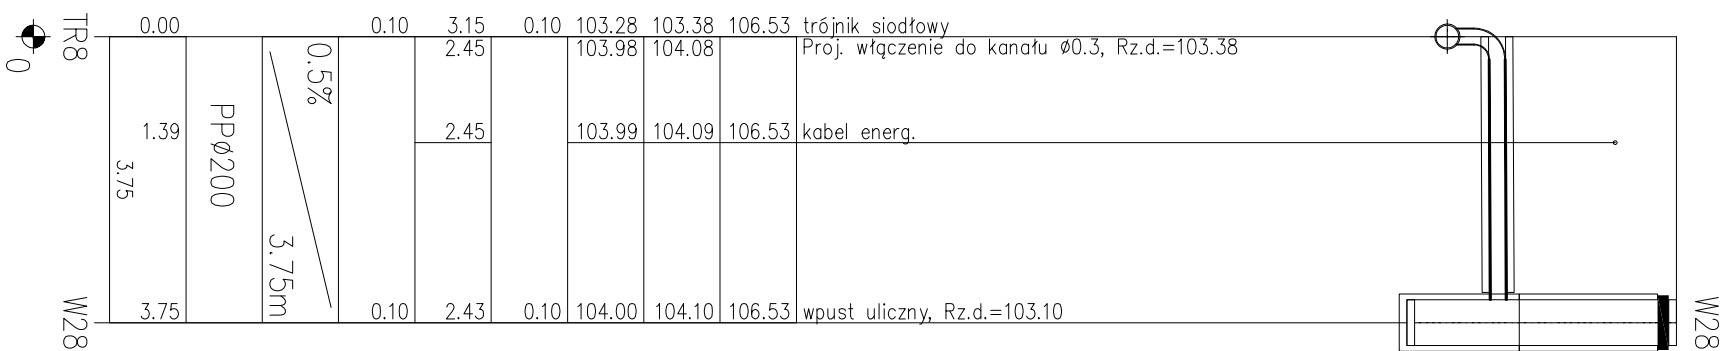 0.00 0.10 3.15 0.10 103.28 103.38 106.53 trójnik siodłowy
2.45 103.98 104.08 Proj. włączenie do kanału ø0.3, Rz.d.=103.38
1.39 2.45 103.99 104.09 106.53 kabel energ.
3.75 0.10 2.43 0.10 104.00 104.10 106.53 wpust uliczny, Rz.d.=103.10
0
TR8
W28
3.75
PPø200
0.5%
3.75m
W28